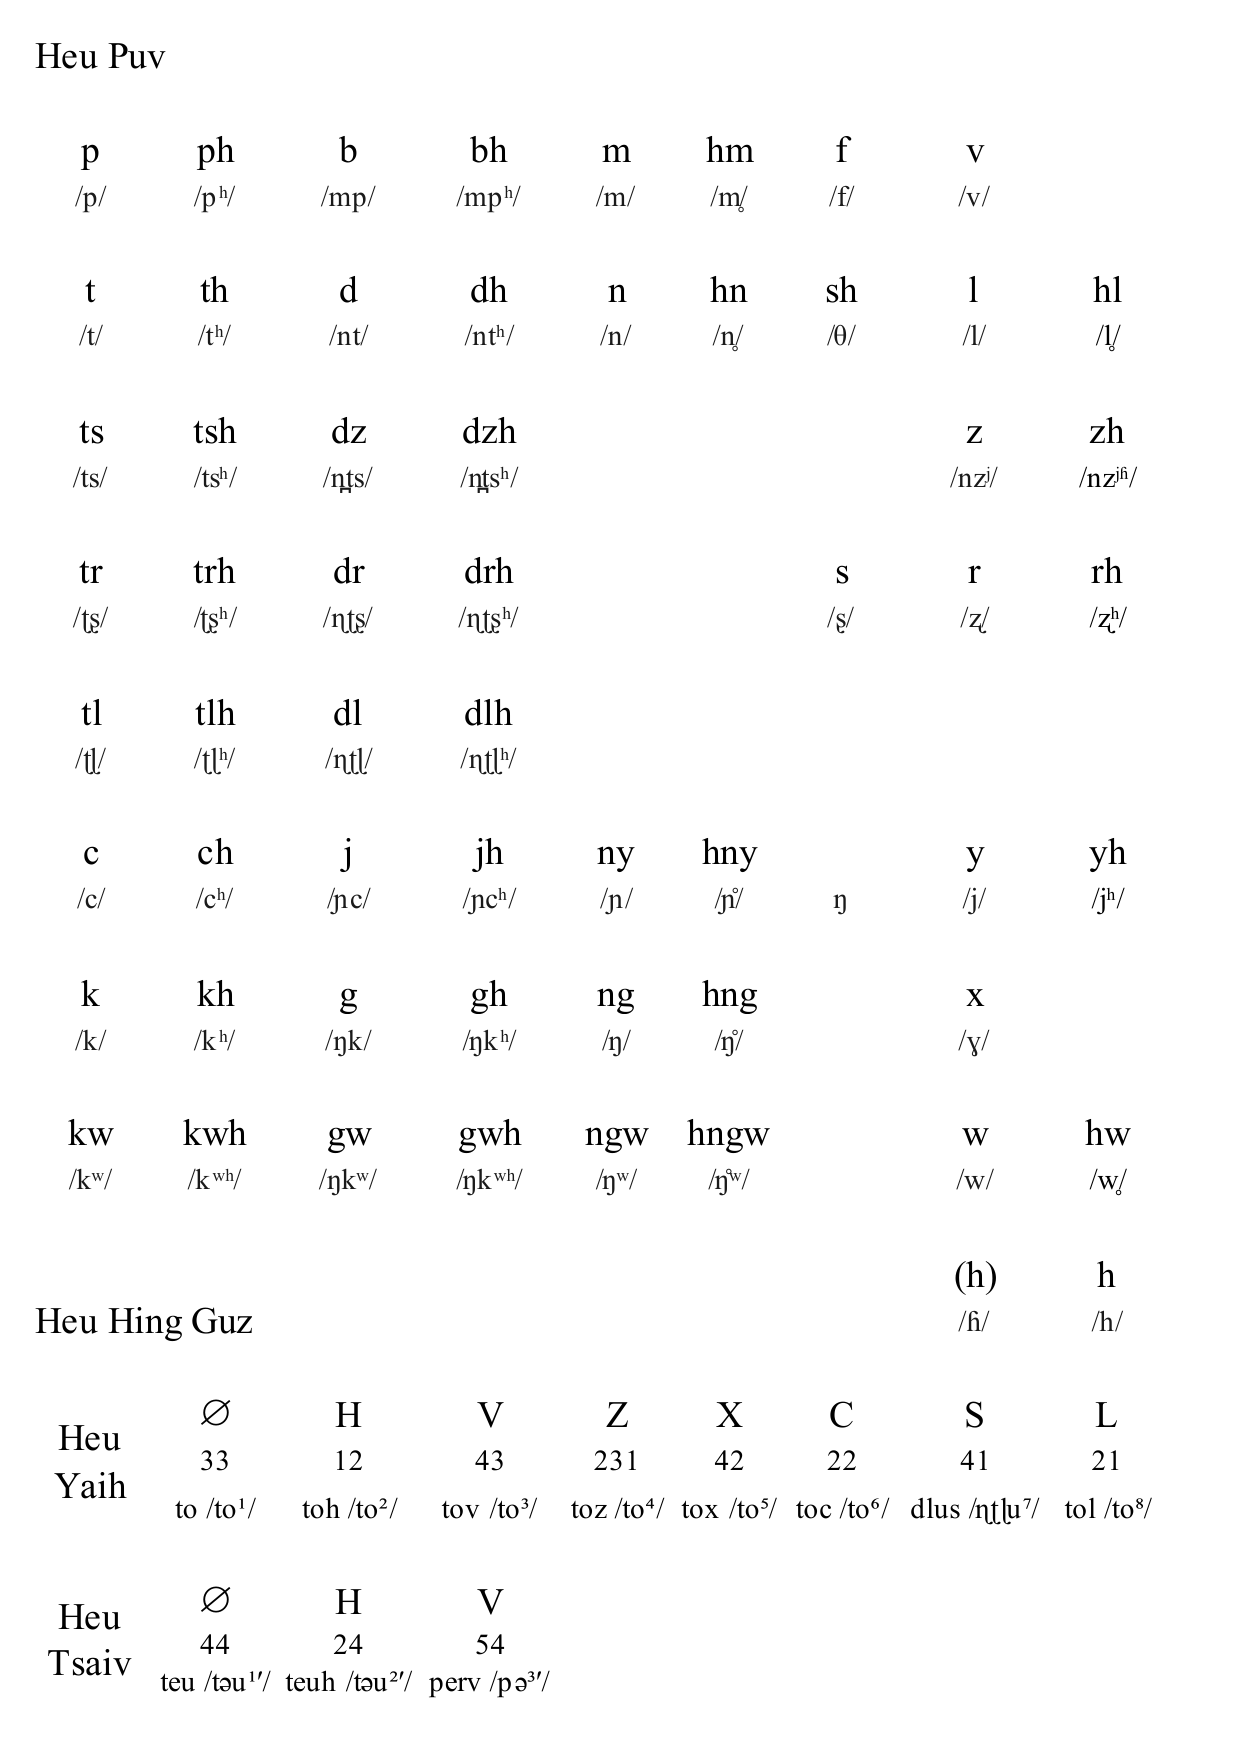 Heu Puv
p ph b bh m hm f v
/p/ /pʰ/ /mp/ /mpʰ/ /m/ /m̥/ /f/ /v/
t th d dh n hn sh l hl
/t/ /tʰ/ /nt/ /ntʰ/ /n/ /n̥/ /θ/ /l/ /l̥/
ts tsh dz dzh z zh
/ts/ /tsʰ/ /n̪t̪s/ /n̪t̪sʰ/ /nzʲ/ /nzʲʱ/
tr trh dr drh s r rh
/ʈʂ/ /ʈʂʰ/ /ɳʈʂ/ /ɳʈʂʰ/ /ʂ/ /ʐ/ /ʐʰ/
tl tlh dl dlh
/ʈɭ/ /ʈɭʰ/ /ɳʈɭ/ /ɳʈɭʰ/
c ch j jh ny hny y yh
/c/ /cʰ/ /ɲc/ /ɲcʰ/ /ɲ/ /ɲ̊/ ŋ /j/ /jʰ/
k kh g gh ng hng x
/k/ /kʰ/ /ŋk/ /ŋkʰ/ /ŋ/ /ŋ̊/ /ɣ/
kw kwh gw gwh ngw hngw w hw
/kʷ/ /kʷʰ/ /ŋkʷ/ /ŋkʷʰ/ /ŋʷ/ /ŋ̊ʷ/ /w/ /w̥/
(h) h
/ɦ/ /h/
Heu Hing Guz
Heu Yaih
∅ H V Z X C S L
33 12 43 231 42 22 41 21
to /to¹/ toh /to²/ tov /to³/ toz /to⁴/ tox /to⁵/ toc /to⁶/ dlus /ɳʈɭu⁷/ tol /to⁸/
Heu Tsaiv
∅ H V
44 24 54
teu /təu¹′/ teuh /təu²′/ perv /pə³′/